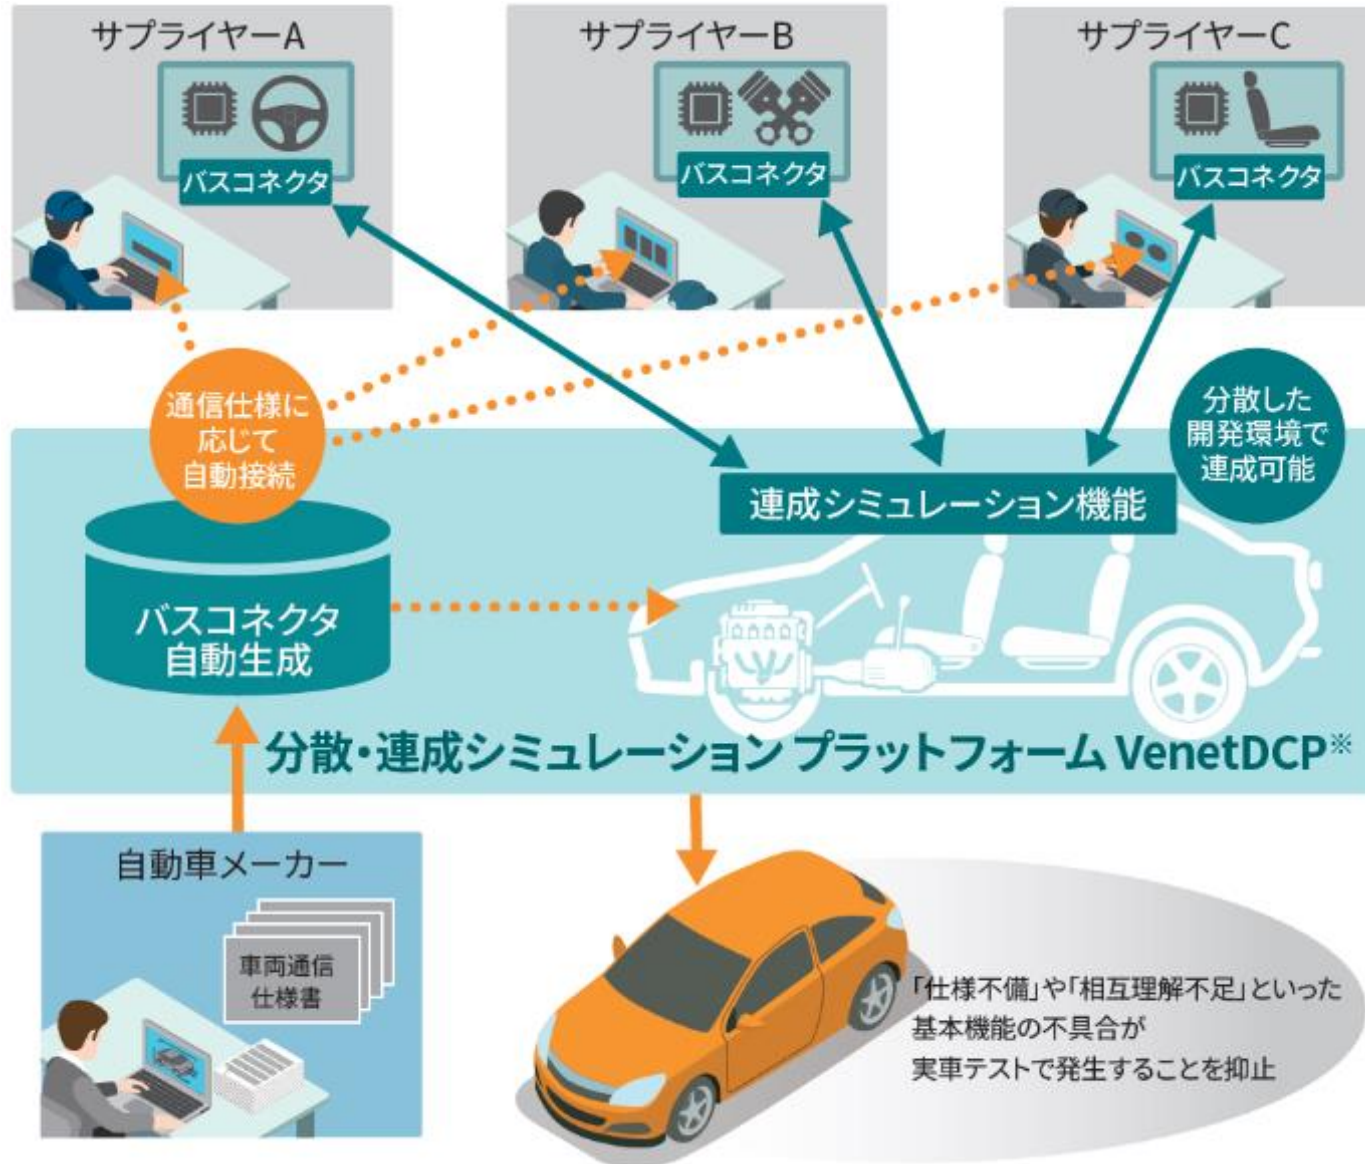 サプライヤーA
サプライヤーB
サプライヤーC
バスコネクタ
バスコネクタ
バスコネクタ
通信仕様に
応じて
自動接続
分散した
開発環境で
連成可能
連成シミュレーション機能
バスコネクタ
自動生成
分散・連成シミュレーション プラットフォーム VenetDCP※
自動車メーカー
車両通信
仕様書
「仕様不備」や「相互理解不足」といった
基本機能の不具合が
実車テストで発生することを抑止